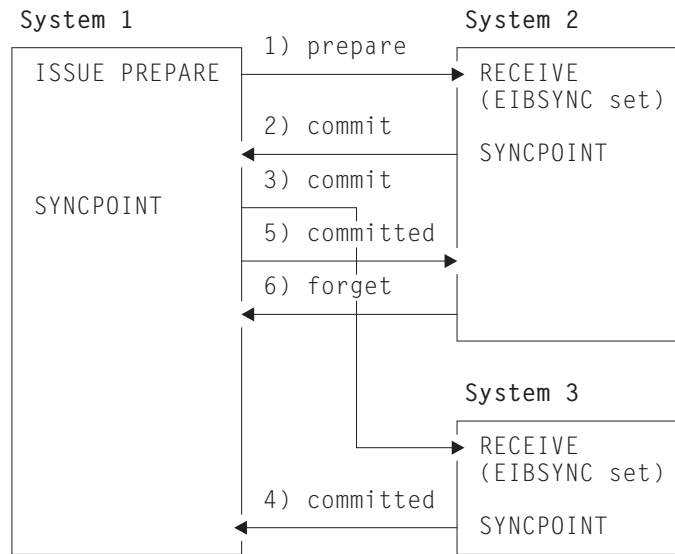 System 1
System 2
1) prepare
ISSUE PREPARE
RECEIVE
(EIBSYNC set)
2) commit
SYNCPOINT
3) commit
SYNCPOINT
5) committed
6) forget
System 3
RECEIVE
(EIBSYNC set)
4) committed
SYNCPOINT